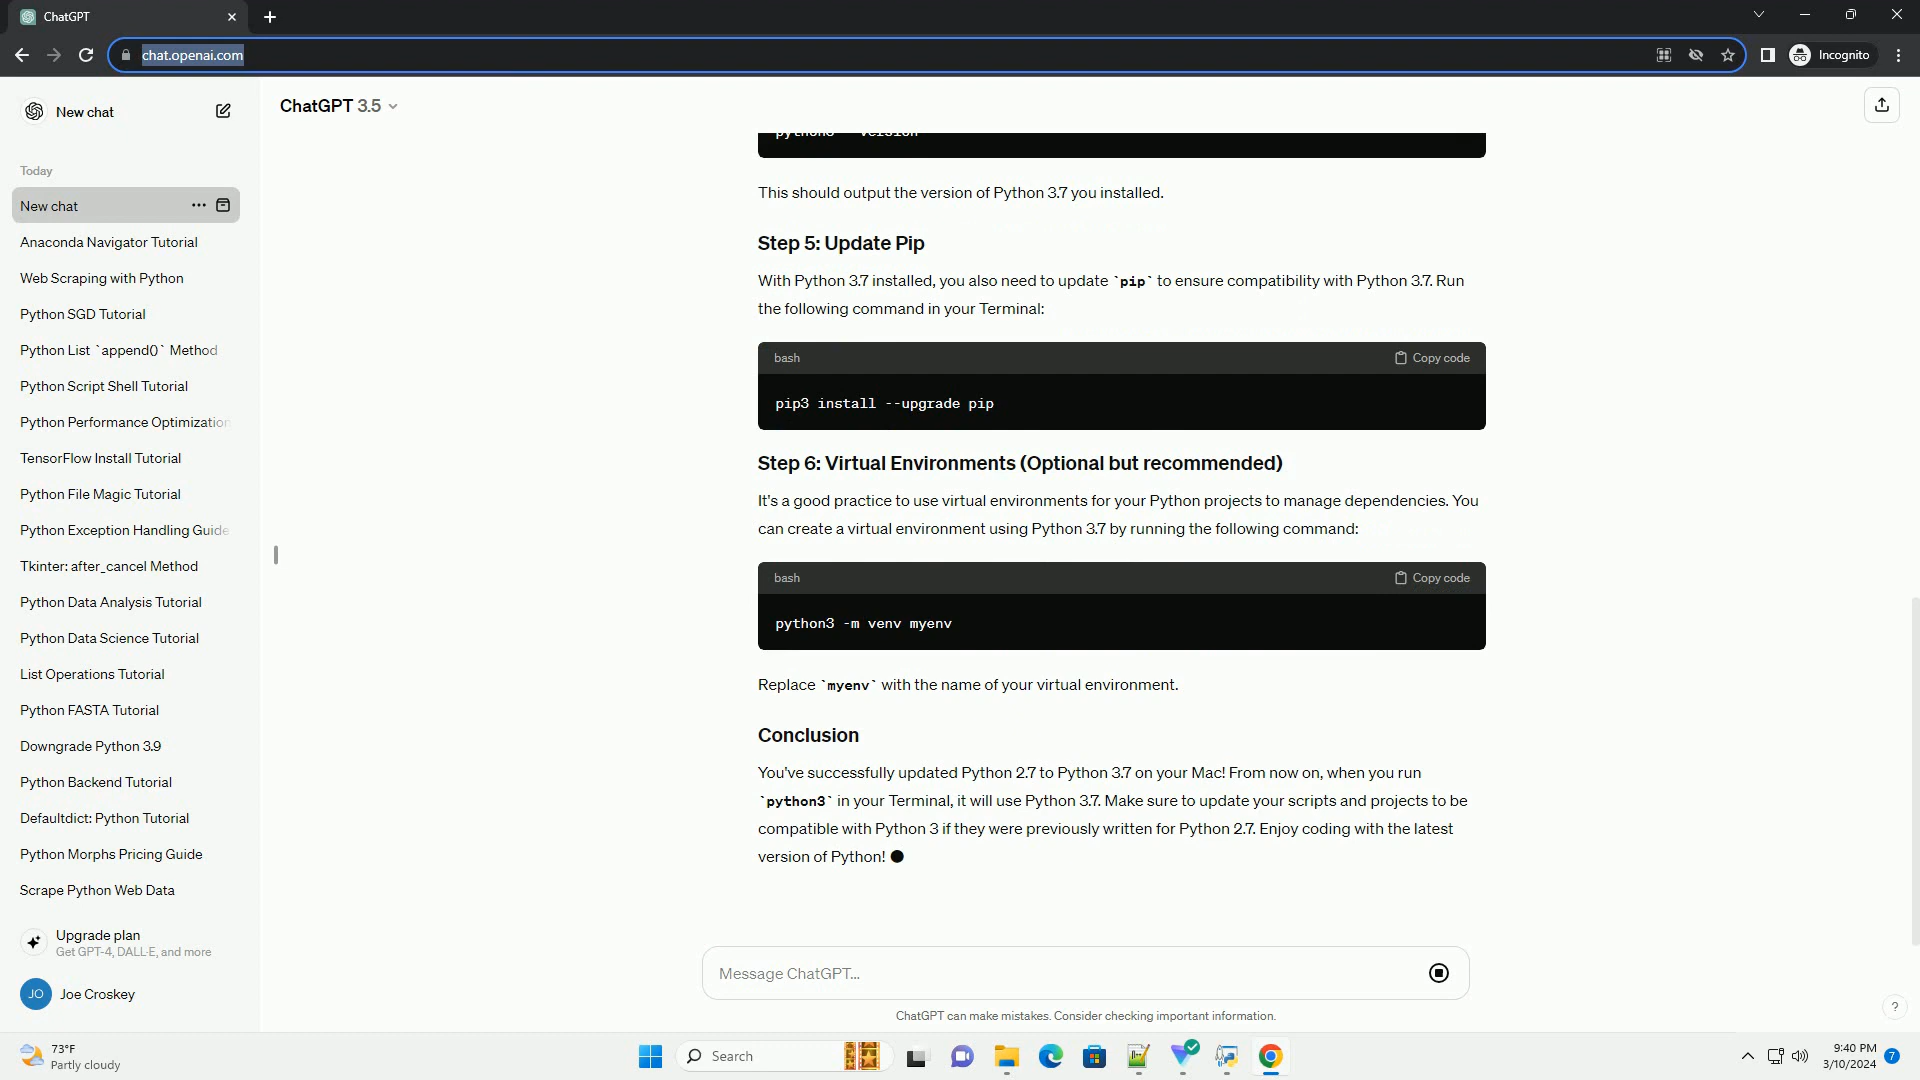 ChatGPT
chat.openai.com
Incognito
New chat
ChatGPT 3.5
Today
New chat
Anaconda Navigator Tutorial
Web Scraping with Python
Python SGD Tutorial
Python List `append()` Method
Python Script Shell Tutorial
Python Performance Optimization
TensorFlow Install Tutorial
Python File Magic Tutorial
Python Exception Handling Guide
Tkinter: after_cancel Method
Python Data Analysis Tutorial
Python Data Science Tutorial
List Operations Tutorial
Python FASTA Tutorial
Downgrade Python 3.9
Python Backend Tutorial
Defaultdict: Python Tutorial
Python Morphs Pricing Guide
Scrape Python Web Data
Upgrade plan
Get GPT-4, DALL·E, and more
JO Joe Croskey
python3 --version
This should output the version of Python 3.7 you installed.
Step 5: Update Pip
With Python 3.7 installed, you also need to update `pip` to ensure compatibility with Python 3.7. Run
the following command in your Terminal:
bash Copy code
pip3 install --upgrade pip
Step 6: Virtual Environments (Optional but recommended)
It's a good practice to use virtual environments for your Python projects to manage dependencies. You
can create a virtual environment using Python 3.7 by running the following command:
bash Copy code
python3 -m venv myenv
Replace `myenv` with the name of your virtual environment.
Conclusion
You've successfully updated Python 2.7 to Python 3.7 on your Mac! From now on, when you run
`python3` in your Terminal, it will use Python 3.7. Make sure to update your scripts and projects to be
compatible with Python 3 if they were previously written for Python 2.7. Enjoy coding with the latest
version of Python!
Message ChatGPT...
ChatGPT can make mistakes. Consider checking important information.
?
73°F
Partly cloudy
Search
9:40 PM
3/10/2024
7